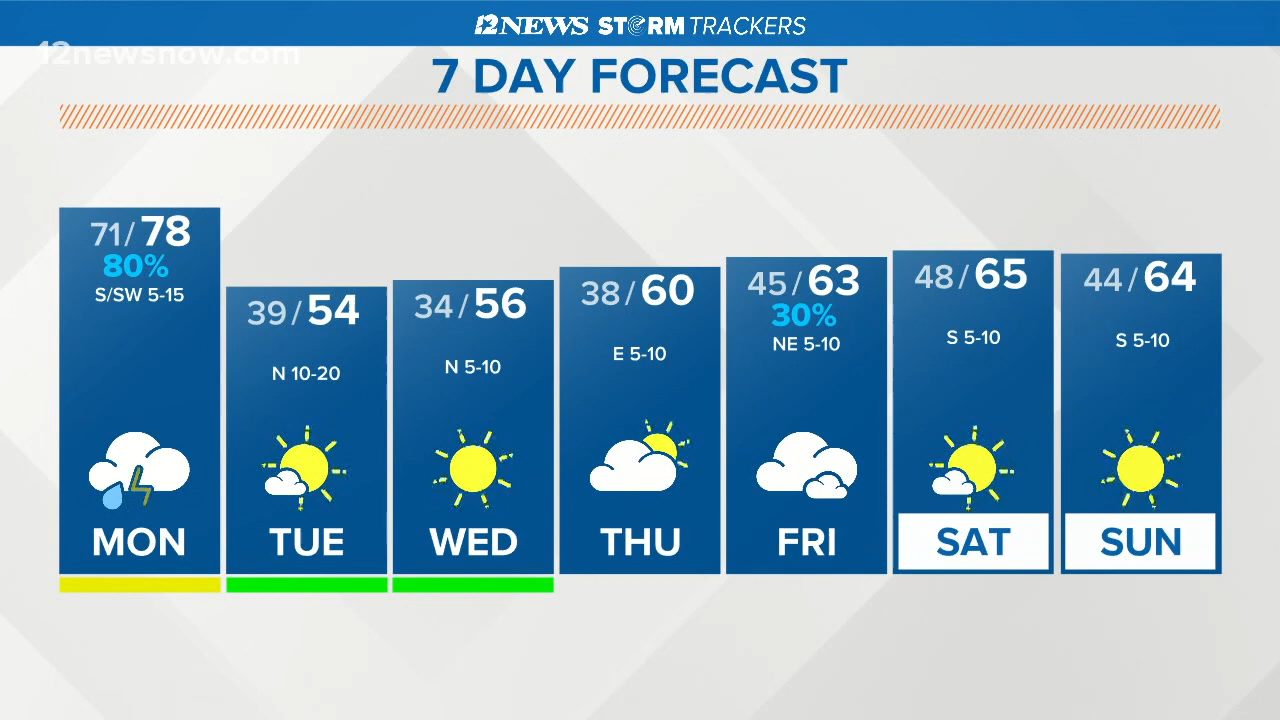 12NEWS STORMTRACKERS
12newsnow.com
7 DAY FORECAST
71/78
80%
S/SW 5-15
MON
39/54
N 10-20
TUE
34/56
N 5-10
WED
38/60
E 5-10
THU
45/63
30%
NE 5-10
FRI
48/65
S 5-10
SAT
44/64
S 5-10
SUN